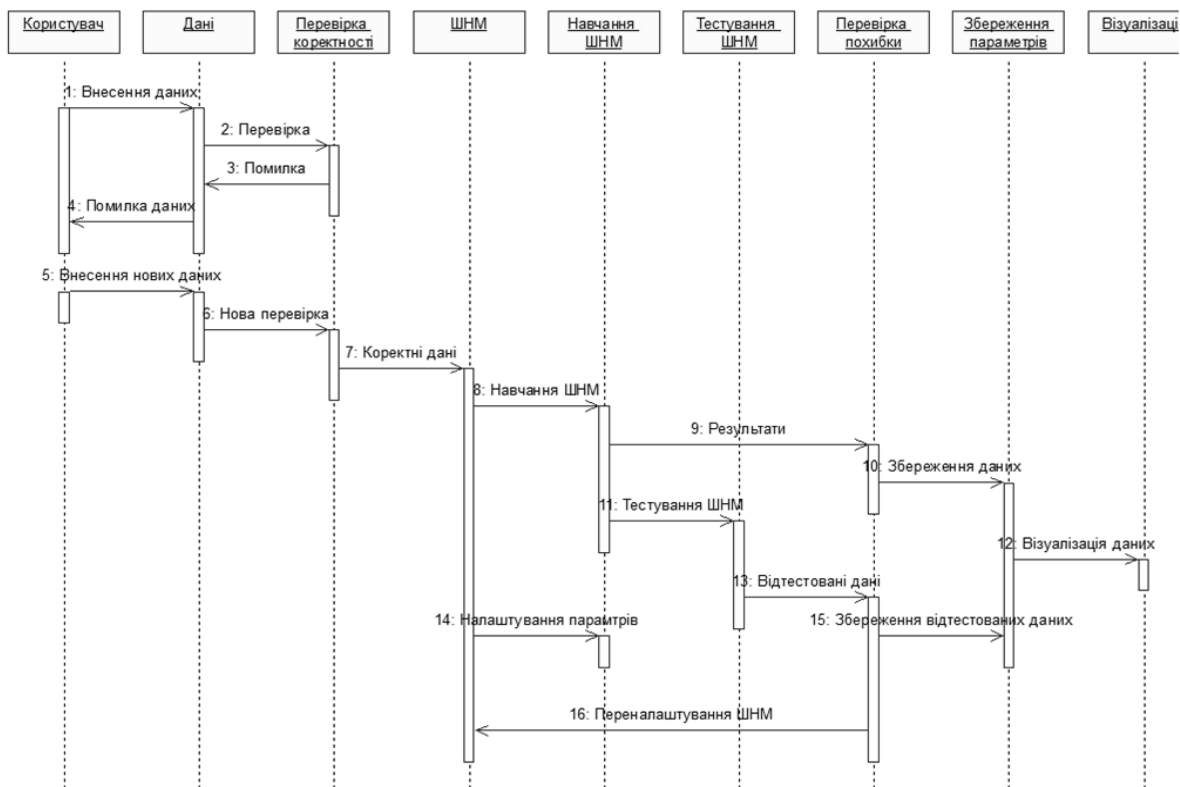 Користувач
Дані
Перевірка
коректності
ШНМ
Навчання
ШНМ
Тестування
ШНМ
Перевірка
похибки
Збереження
параметрів
Візуалізаці
1: Внесення даних
2: Перевірка
3: Помилка
4: Помилка даних
5: Внесення нових даних
6: Нова перевірка
7: Коректні дані
8: Навчання ШНМ
9: Результати
10: Збереження даних
11: Тестування ШНМ
12: Візуалізація даних
13: Відтестовані дані
14: Налаштування парамтрів
15: Збереження відтестованих даних
16: Переналаштування ШНМ